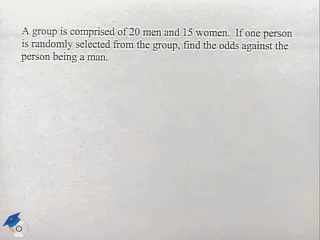 A group is comprised of 20 men and 15 women. If one person
is randomly selected from the group, find the odds against the
person being a man.